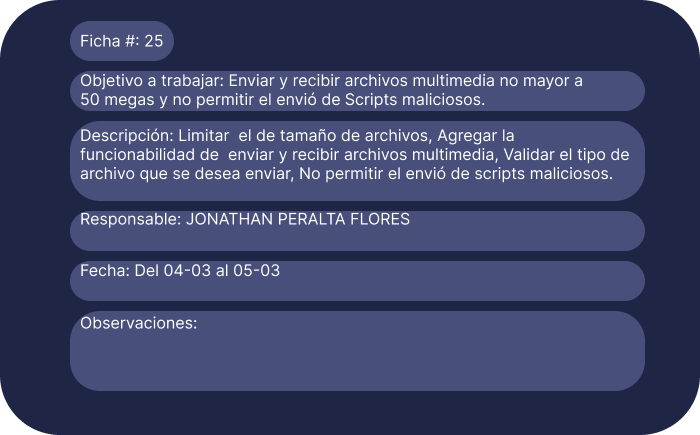 Ficha #: 25
Objetivo a trabajar: Enviar y recibir archivos multimedia no mayor a
50 megas y no permitir el envió de Scripts maliciosos.
Descripción: Limitar  el de tamaño de archivos, Agregar la
funcionabilidad de  enviar y recibir archivos multimedia, Validar el tipo de
archivo que se desea enviar, No permitir el envió de scripts maliciosos.
Responsable: JONATHAN PERALTA FLORES
Fecha: Del 04-03 al 05-03
Observaciones: